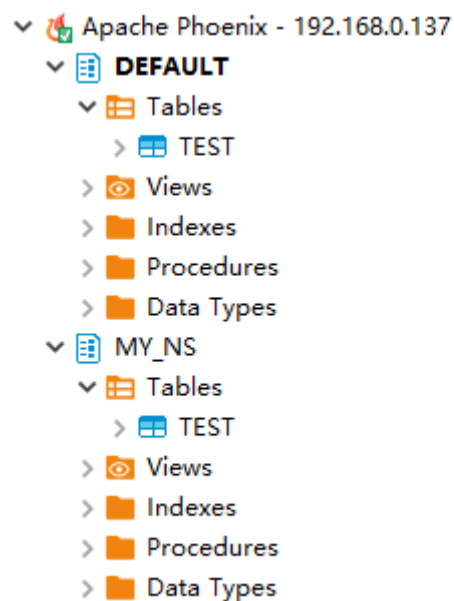 Apache Phoenix - 192.168.0.137
DEFAULT
Tables
TEST
Views
Indexes
Procedures
Data Types
MY_NS
Tables
TEST
Views
Indexes
Procedures
Data Types